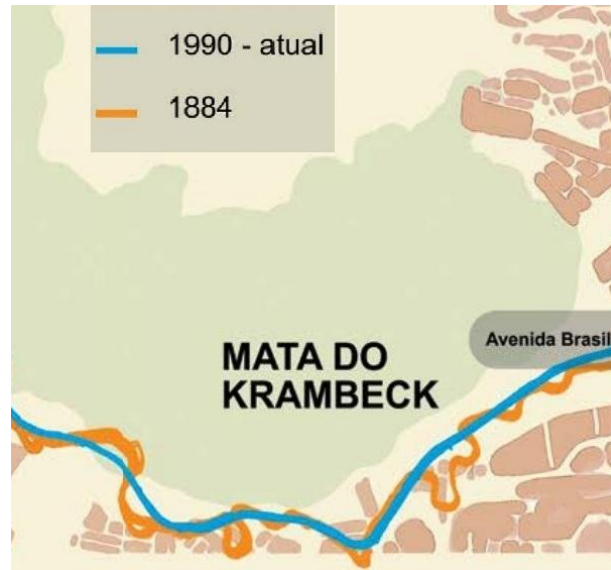 1990 - atual
1884
Avenida Brasil
MATA DO
KRAMBECK